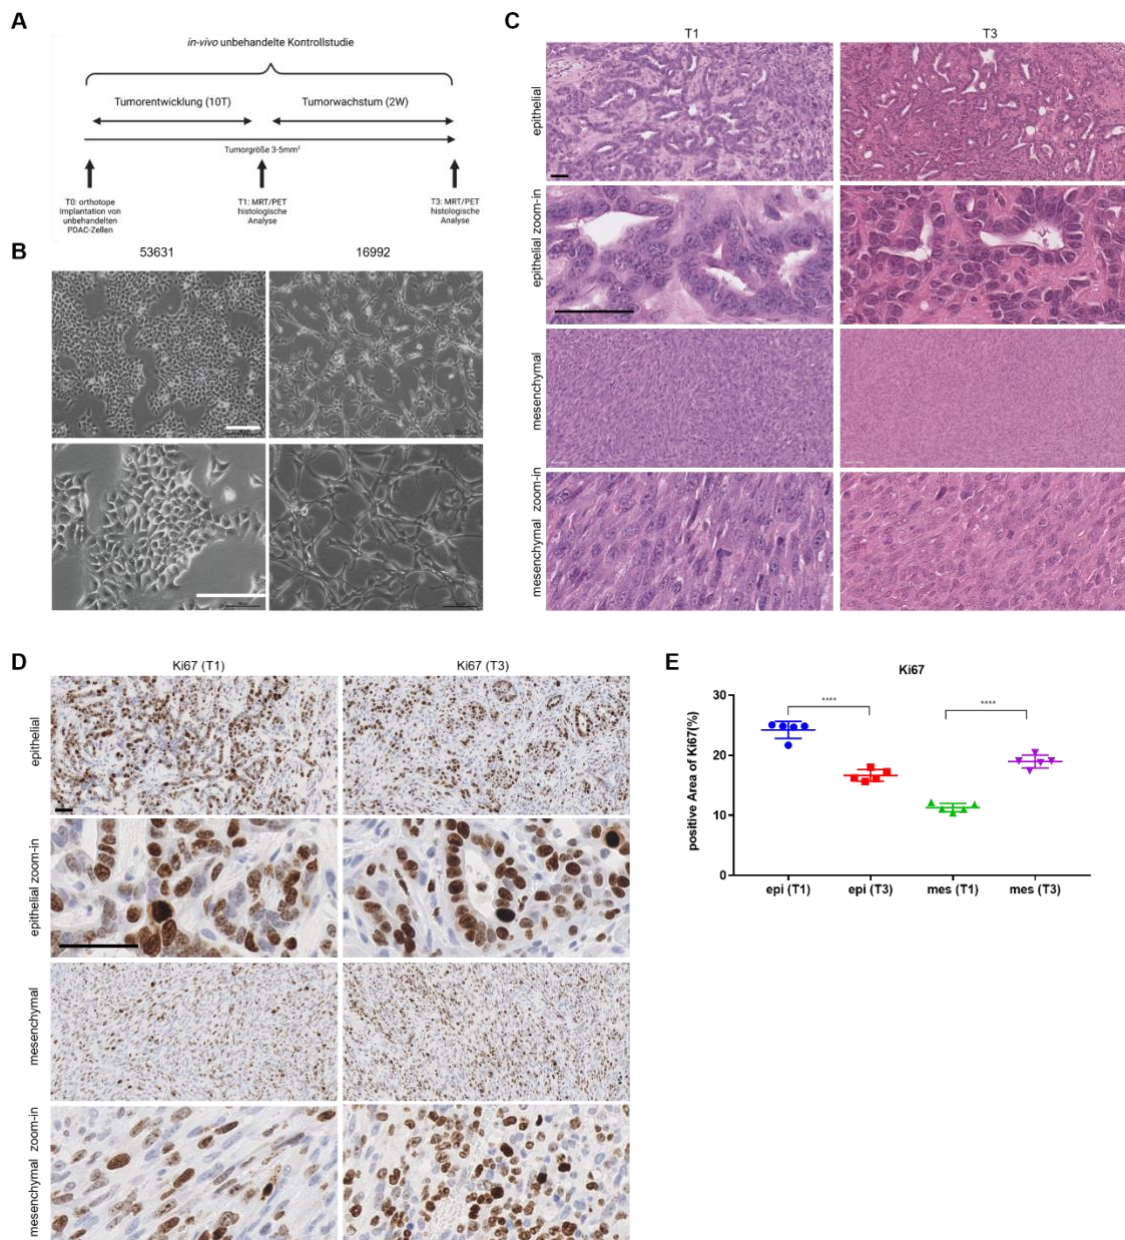 A
in-vivo unbehandelte Kontrollstudie
Tumorentwicklung (10T)
Tumorwachstum (2W)
Tumorgröße 3-5mm³
T0: orthotope
Implantation von
unbehandelten
PDAC-Zellen
T1: MRT/PET
histologische
Analyse
T3: MRT/PET
histologische
Analyse
B
53631
16992
C
T1
T3
epithelial
epithelial zoom-in
mesenchymal
mesenchymal zoom-in
D
Ki67 (T1)
Ki67 (T3)
epithelial
epithelial zoom-in
mesenchymal
mesenchymal zoom-in
E
Ki67
positive Area of Ki67(%)
30
20
10
0
****
****
epi (T1)
epi (T3)
mes (T1)
mes (T3)